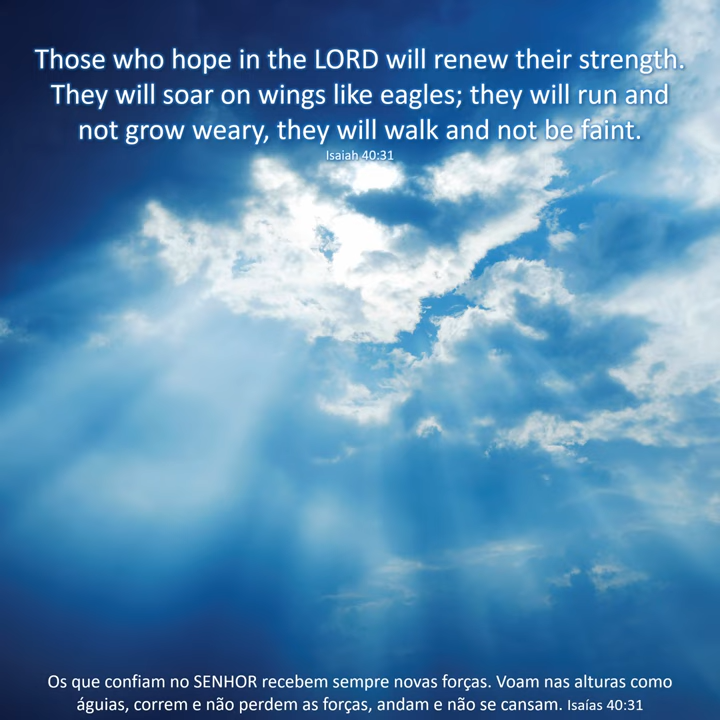 Those who hope in the LORD will renew their strength.
They will soar on wings like eagles; they will run and
not grow weary, they will walk and not be faint.
Isaiah 40:31
Os que confiam no SENHOR recebem sempre novas forças. Voam nas alturas como
águias, correm e não perdem as forças, andam e não se cansam. Isaías 40:31